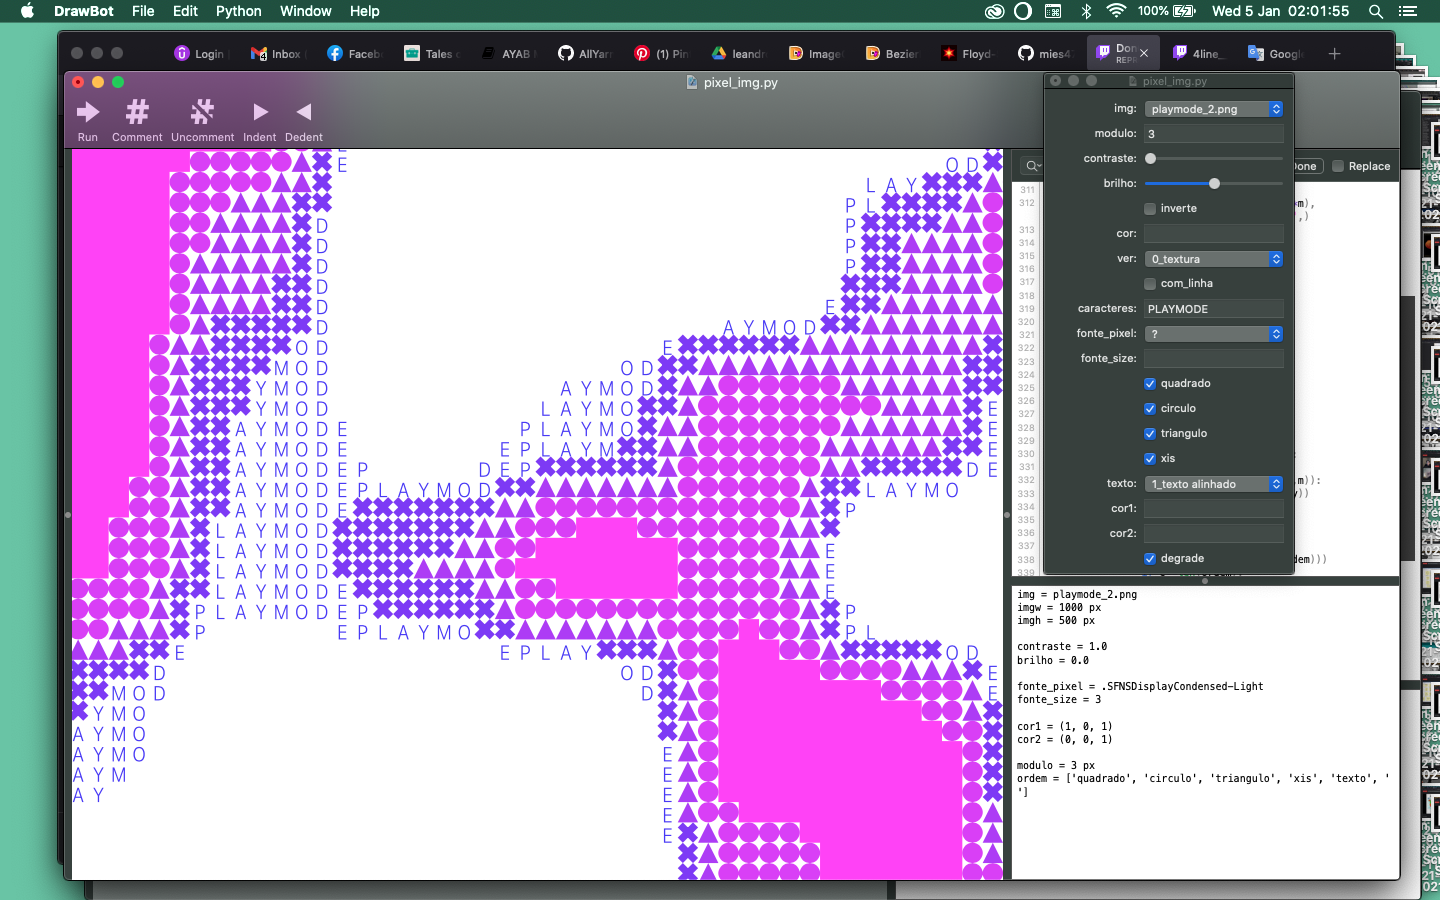 DrawBot File Edit Python Window Help 100% Wed 5 Jan 02:01:55
Login Inbox Faceb Tales AYAB AllYar (1) Pin leandr Image Bezier Floyd- mies4 Don 4line_ Googl
REPR
pixel_img.py
Run Comment Uncomment Indent Dedent
pixel_img.py
img: playmode_2.png
modulo: 3
contraste:
brilho:
inverte
cor:
ver: 0_textura
com_linha
caracteres: PLAYMODE
fonte_pixel: ?
fonte_size:
quadrado
circulo
triangulo
xis
texto: 1_texto alinhado
cor1:
cor2:
degrade
Done Replace
311
312
313
314
315
316
317
318
319
320
321
322
323
324
325
326
327
328
329
330
331
332
333
334
335
336
337
338
339
E
E
O D
L A Y
P L
D
P
D
P
D
P
D
D
E
D
A Y M O D
O D
E
M O D
O D
Y M O D
A Y M O D
Y M O D
L A Y M O
E
A Y M O D E
P L A Y M O
E
A Y M O D E
E P L A Y M
E
A Y M O D E P
D E P
D E
A Y M O D E P L A Y M O D
L A Y M O
A Y M O D E
P
L A Y M O D
L A Y M O D
E
L A Y M O D
E
L A Y M O D
E
P L A Y M O D E P
P
P
E P L A Y M O
P L
E
E P L A Y
O D
D
O D
E
M O D
D
E
Y M O
A Y M O
A Y M O
E
A Y M
E
A Y
E
E
E
img = playmode_2.png
imgw = 1000 px
imgh = 500 px
contraste = 1.0
brilho = 0.0
fonte_pixel = .SFNSDisplayCondensed-Light
fonte_size = 3
cor1 = (1, 0, 1)
cor2 = (0, 0, 1)
modulo = 3 px
ordem = ['quadrado', 'circulo', 'triangulo', 'xis', 'texto', '
']